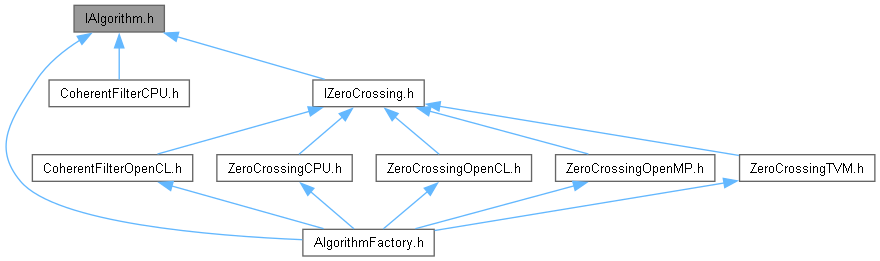 IAlgorithm.h
CoherentFilterCPU.h
IZeroCrossing.h
CoherentFilterOpenCL.h
ZeroCrossingCPU.h
ZeroCrossingOpenCL.h
ZeroCrossingOpenMP.h
ZeroCrossingTVM.h
AlgorithmFactory.h